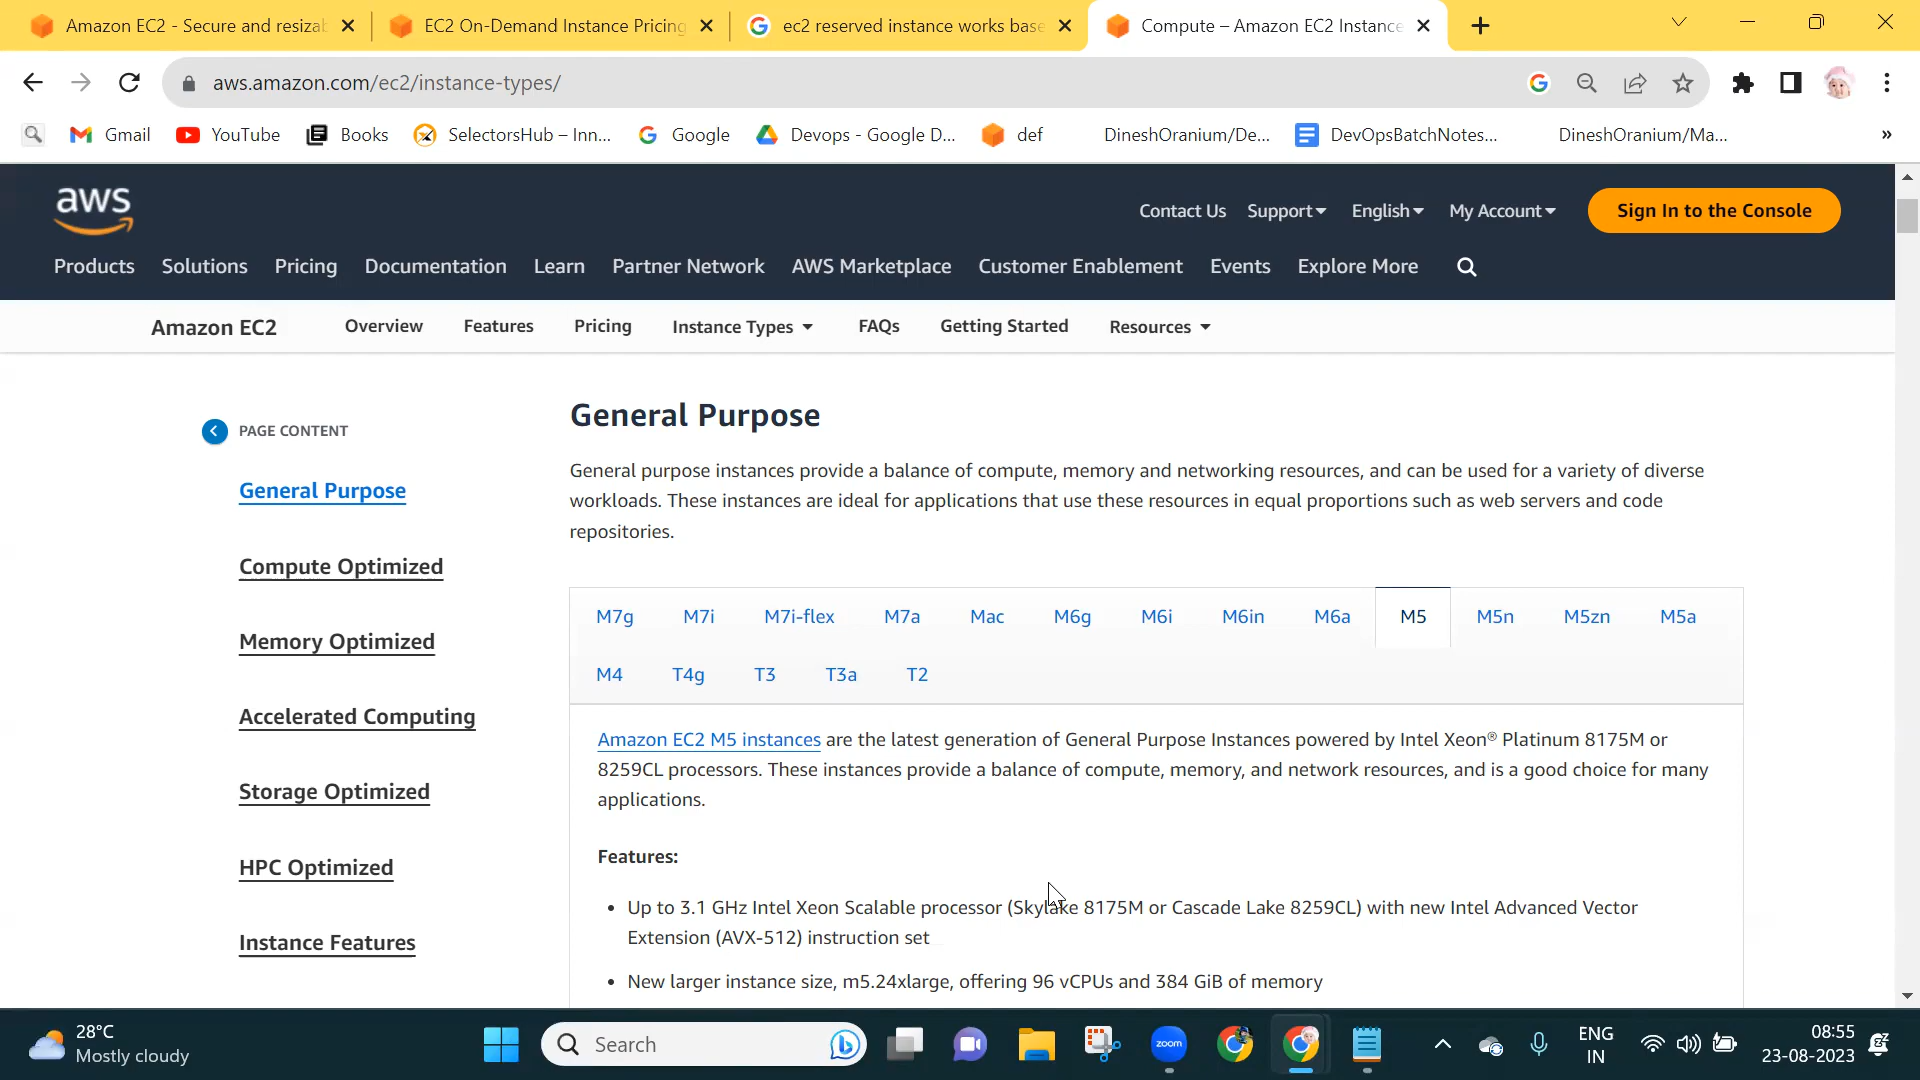 Amazon EC2 - Secure and resizab
EC2 On-Demand Instance Pricing
ec2 reserved instance works base
Compute – Amazon EC2 Instance
aws.amazon.com/ec2/instance-types/
Gmail
YouTube
Books
SelectorsHub – Inn...
Google
Devops - Google D...
def
DineshOranium/De...
DevOpsBatchNotes...
DineshOranium/Ma...
»
aws
Contact Us
Support
English
My Account
Sign In to the Console
Products
Solutions
Pricing
Documentation
Learn
Partner Network
AWS Marketplace
Customer Enablement
Events
Explore More
Amazon EC2
Overview
Features
Pricing
Instance Types
FAQs
Getting Started
Resources
PAGE CONTENT
General Purpose
Compute Optimized
Memory Optimized
Accelerated Computing
Storage Optimized
HPC Optimized
Instance Features
General Purpose
General purpose instances provide a balance of compute, memory and networking resources, and can be used for a variety of diverse
workloads. These instances are ideal for applications that use these resources in equal proportions such as web servers and code
repositories.
M7g M7i M7i-flex M7a Mac M6g M6i M6in M6a M5 M5n M5zn M5a
M4 T4g T3 T3a T2
Amazon EC2 M5 instances are the latest generation of General Purpose Instances powered by Intel Xeon® Platinum 8175M or
8259CL processors. These instances provide a balance of compute, memory, and network resources, and is a good choice for many
applications.
Features:
• Up to 3.1 GHz Intel Xeon Scalable processor (Skylake 8175M or Cascade Lake 8259CL) with new Intel Advanced Vector
Extension (AVX-512) instruction set
• New larger instance size, m5.24xlarge, offering 96 vCPUs and 384 GiB of memory
28°C
Mostly cloudy
Search
zoom
ENG
IN
08:55
23-08-2023